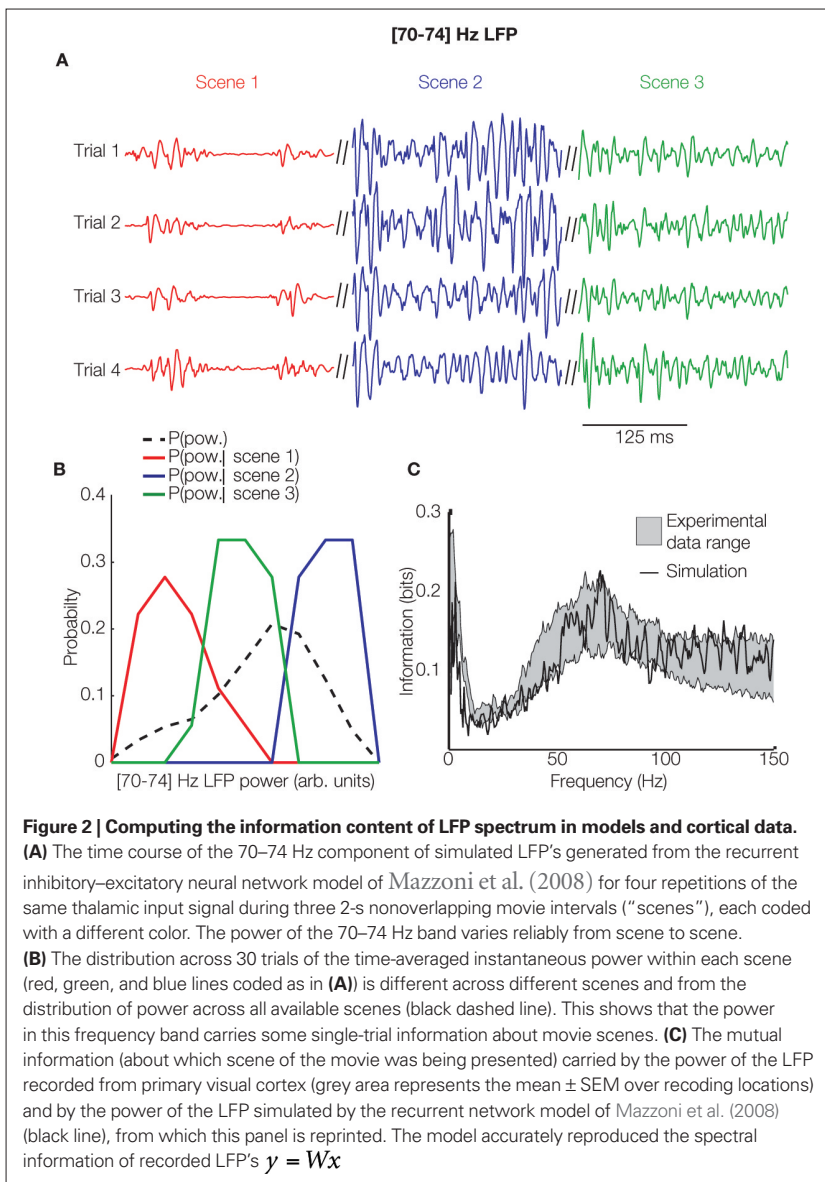 [70-74] Hz LFP
A
Scene 1
Scene 2
Scene 3
Trial 1
//
//
Trial 2
//
//
Trial 3
//
//
Trial 4
//
//
125 ms
P(pow.)
P(pow.| scene 1)
P(pow.| scene 2)
P(pow.| scene 3)
B
0.4
0.3
0.2
0.1
0
Probabilty
[70-74] Hz LFP power (arb. units)
C
0.3
0.2
0.1
Information (bits)
Experimental
data range
Simulation
0
50
100
150
Frequency (Hz)
Figure 2 | Computing the information content of LFP spectrum in models and cortical data.
(A) The time course of the 70–74 Hz component of simulated LFP's generated from the recurrent
inhibitory–excitatory neural network model of Mazzoni et al. (2008) for four repetitions of the
same thalamic input signal during three 2-s nonoverlapping movie intervals ("scenes"), each coded
with a different color. The power of the 70–74 Hz band varies reliably from scene to scene.
(B) The distribution across 30 trials of the time-averaged instantaneous power within each scene
(red, green, and blue lines coded as in (A)) is different across different scenes and from the
distribution of power across all available scenes (black dashed line). This shows that the power
in this frequency band carries some single-trial information about movie scenes. (C) The mutual
information (about which scene of the movie was being presented) carried by the power of the LFP
recorded from primary visual cortex (grey area represents the mean ± SEM over recoding locations)
and by the power of the LFP simulated by the recurrent network model of Mazzoni et al. (2008)
(black line), from which this panel is reprinted. The model accurately reproduced the spectral
information of recorded LFP's y = Wx